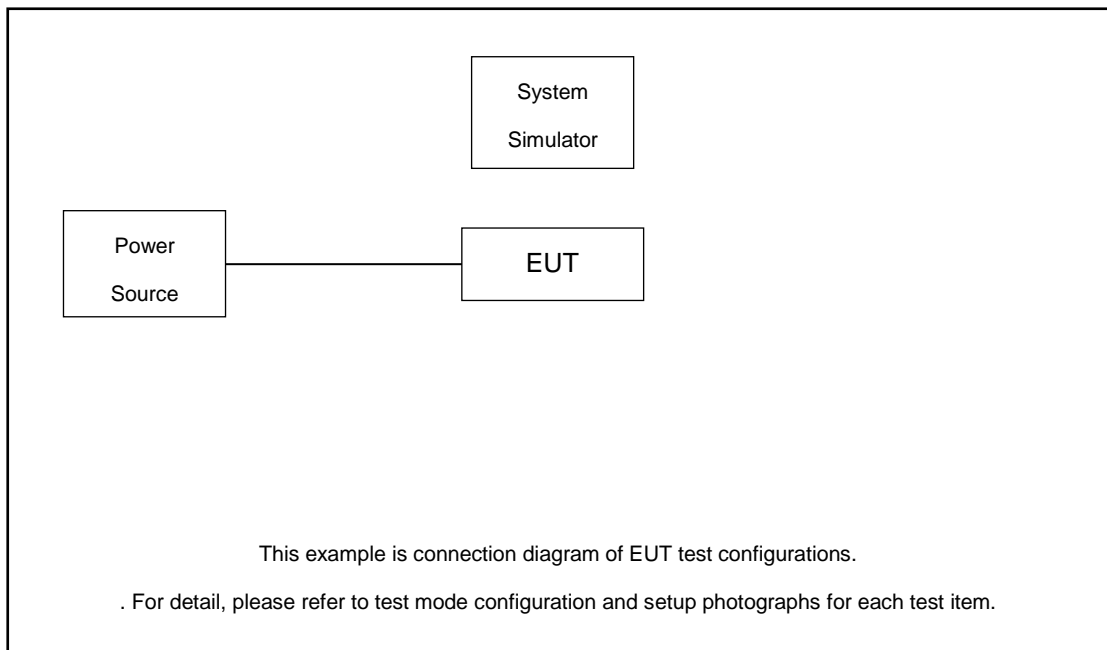 System
Simulator
Power
Source
EUT
This example is connection diagram of EUT test configurations.
. For detail, please refer to test mode configuration and setup photographs for each test item.